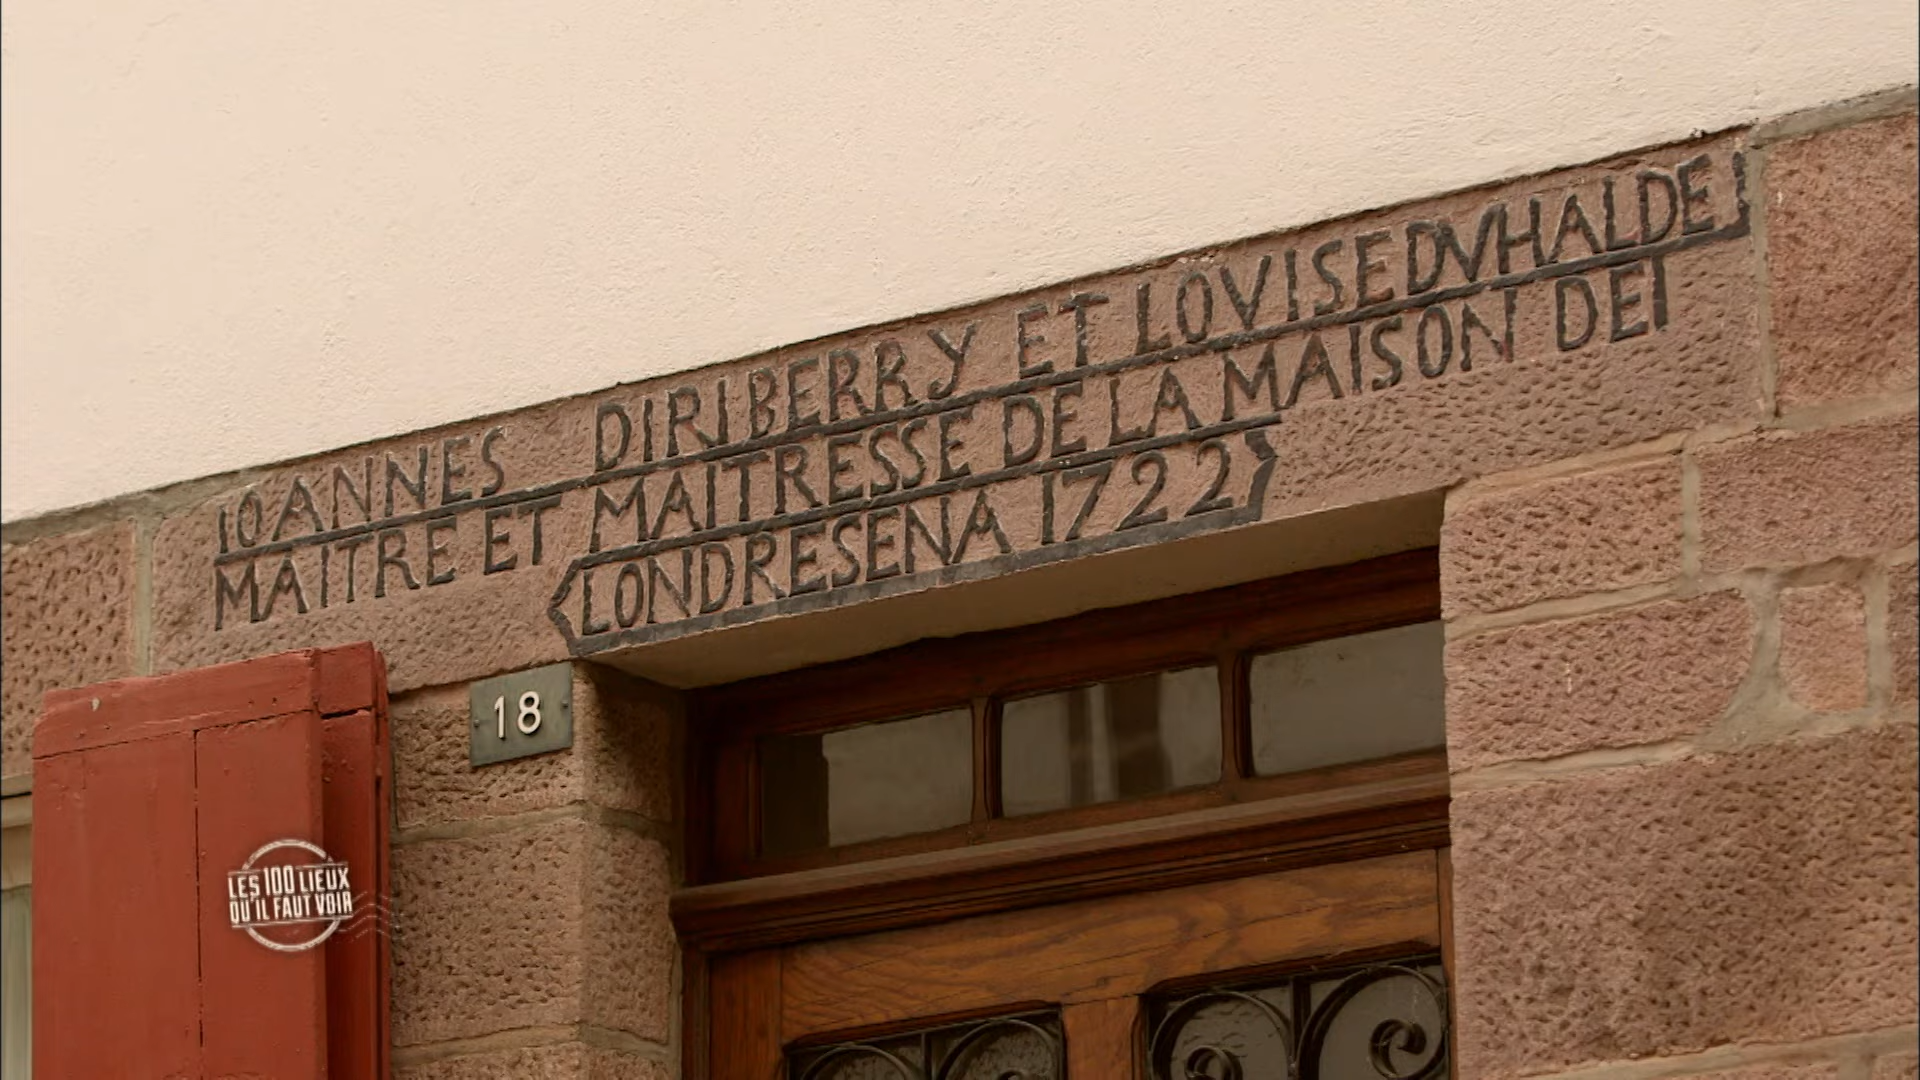 IOANNES DIRIBERRY ET LOVISE DVHALDE
MAITRE ET MAITRESSE DE LA MAISON DE
LONDRESENA 1722
18
LES 100 LIEUX
QU'IL FAUT VOIR